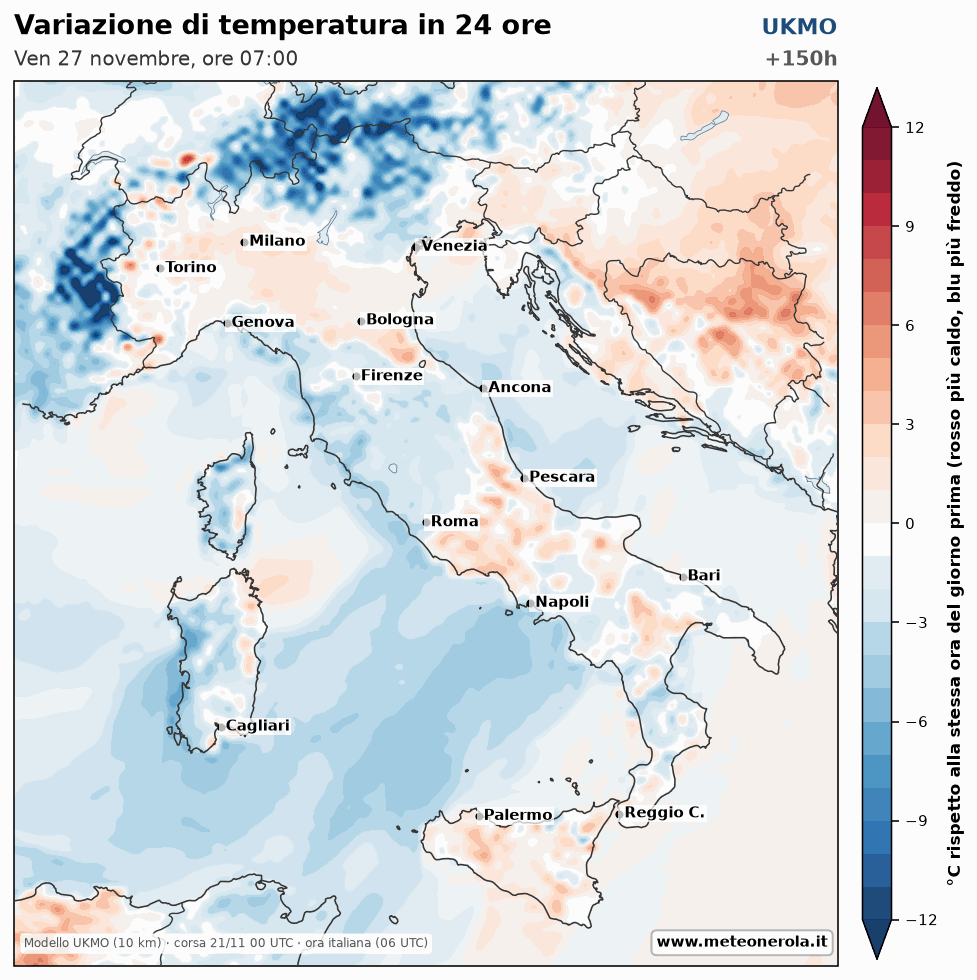 Variazione di temperatura in 24 ore
UKMO
Ven 27 novembre, ore 07:00
+150h
Milano
Venezia
Torino
Genova
Bologna
Firenze
Ancona
Pescara
Roma
Bari
Napoli
Cagliari
Palermo
Reggio C.
12
9
6
3
0
−3
−6
−9
−12
°C rispetto alla stessa ora del giorno prima (rosso più caldo, blu più freddo)
Modello UKMO (10 km) · corsa 21/11 00 UTC · ora italiana (06 UTC)
www.meteonerola.it